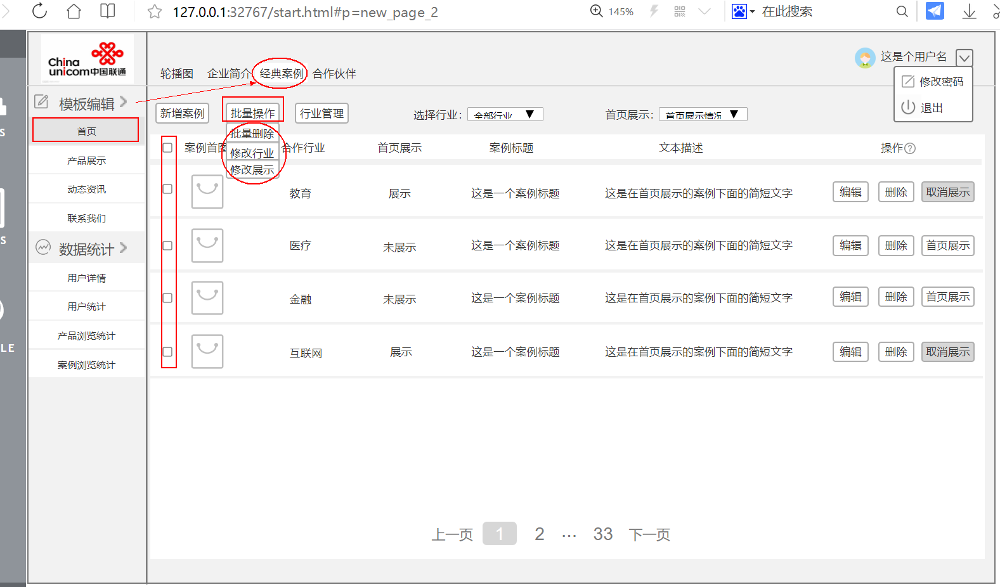 127.0.0.1:32767/start.html#p=new_page_2
145%
在此搜索
China
unicom中国联通
轮播图 企业简介 经典案例 合作伙伴
这是个用户名
修改密码
退出
模板编辑
首页
产品展示
动态资讯
联系我们
数据统计
用户详情
用户统计
产品浏览统计
案例浏览统计
S
S
LE
新增案例 批量操作 行业管理 选择行业: 全部行业 ▼ 首页展示: 首页展示情况 ▼
批量删除
修改行业
修改展示
案例首图 合作行业 首页展示 案例标题 文本描述 操作?
教育 展示 这是一个案例标题 这是在首页展示的案例下面的简短文字 编辑 删除 取消展示
医疗 未展示 这是一个案例标题 这是在首页展示的案例下面的简短文字 编辑 删除 首页展示
金融 未展示 这是一个案例标题 这是在首页展示的案例下面的简短文字 编辑 删除 首页展示
互联网 展示 这是一个案例标题 这是在首页展示的案例下面的简短文字 编辑 删除 取消展示
上一页 1 2 ... 33 下一页